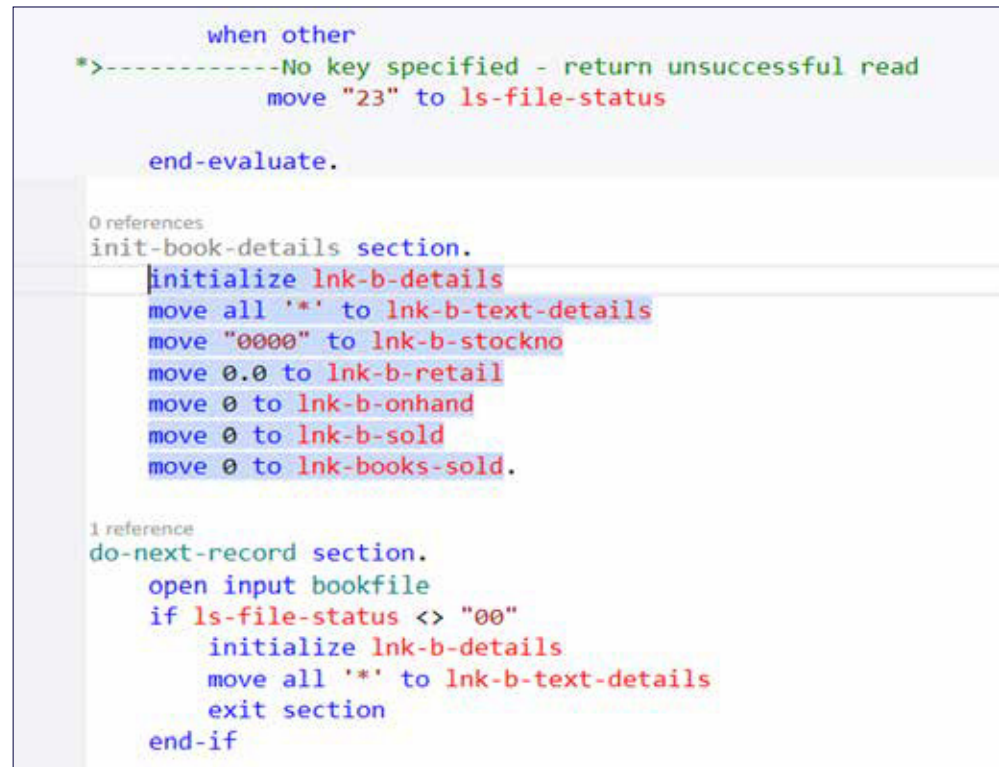 when other
*>------------No key specified - return unsuccessful read
move "23" to ls-file-status
end-evaluate.
0 references
init-book-details section.
initialize lnk-b-details
move all '*' to lnk-b-text-details
move "0000" to lnk-b-stockno
move 0.0 to lnk-b-retail
move 0 to lnk-b-onhand
move 0 to lnk-b-sold
move 0 to lnk-books-sold.
1 reference
do-next-record section.
open input bookfile
if ls-file-status <> "00"
initialize lnk-b-details
move all '*' to lnk-b-text-details
exit section
end-if